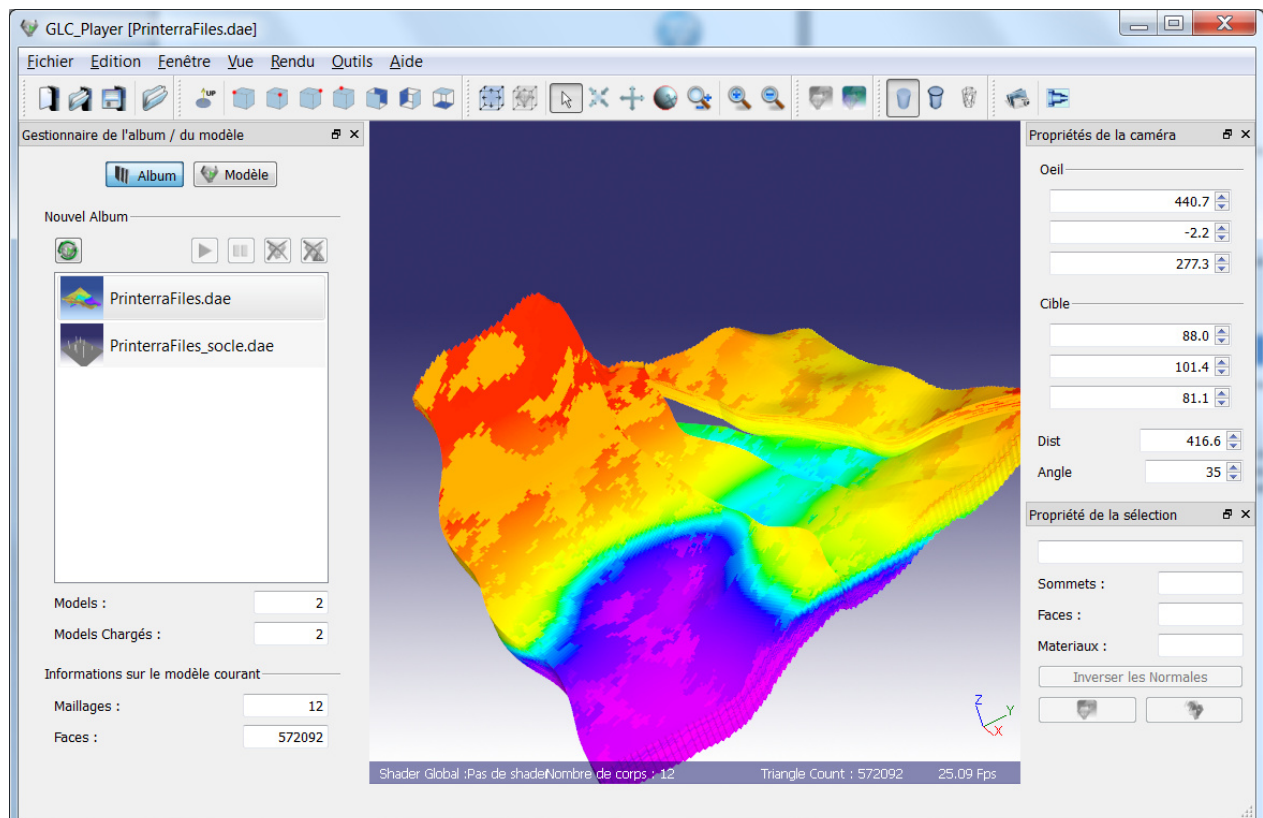 GLC_Player [PrinterraFiles.dae]
Fichier Edition Fenêtre Vue Rendu Outils Aide
UP
Gestionnaire de l'album / du modèle
Album Modèle
Nouvel Album
PrinterraFiles.dae
PrinterraFiles_socle.dae
Models : 2
Models Chargés : 2
Informations sur le modèle courant
Maillages : 12
Faces : 572092
Z
Y
X
Shader Global :Pas de shaderNombre de corps : 12 Triangle Count : 572092 25.09 Fps
Propriétés de la caméra
Oeil
440.7
-2.2
277.3
Cible
88.0
101.4
81.1
Dist 416.6
Angle 35
Propriété de la sélection
Sommets :
Faces :
Materiaux :
Inverser les Normales